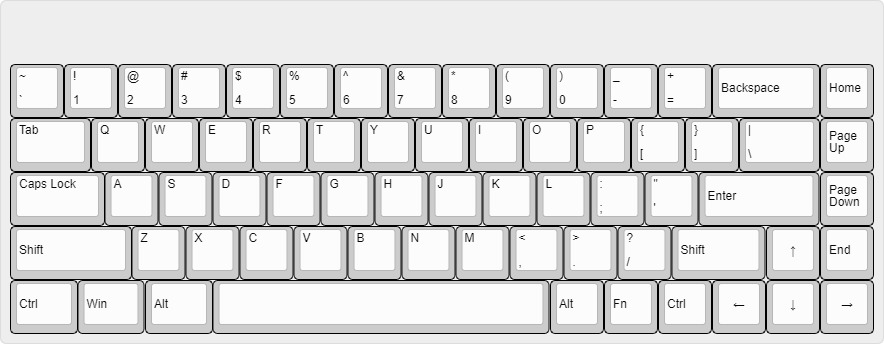 ~ ! @ # $ % ^ & * ( ) _ +
` 1 2 3 4 5 6 7 8 9 0 - = Backspace Home
Tab Q W E R T Y U I O P { } | Page
[ ] \ Up
Caps Lock A S D F G H J K L : " Page
; ' Enter Down
Shift Z X C V B N M < > ? Shift ↑ End
, . /
Ctrl Win Alt Alt Fn Ctrl ← ↓ →